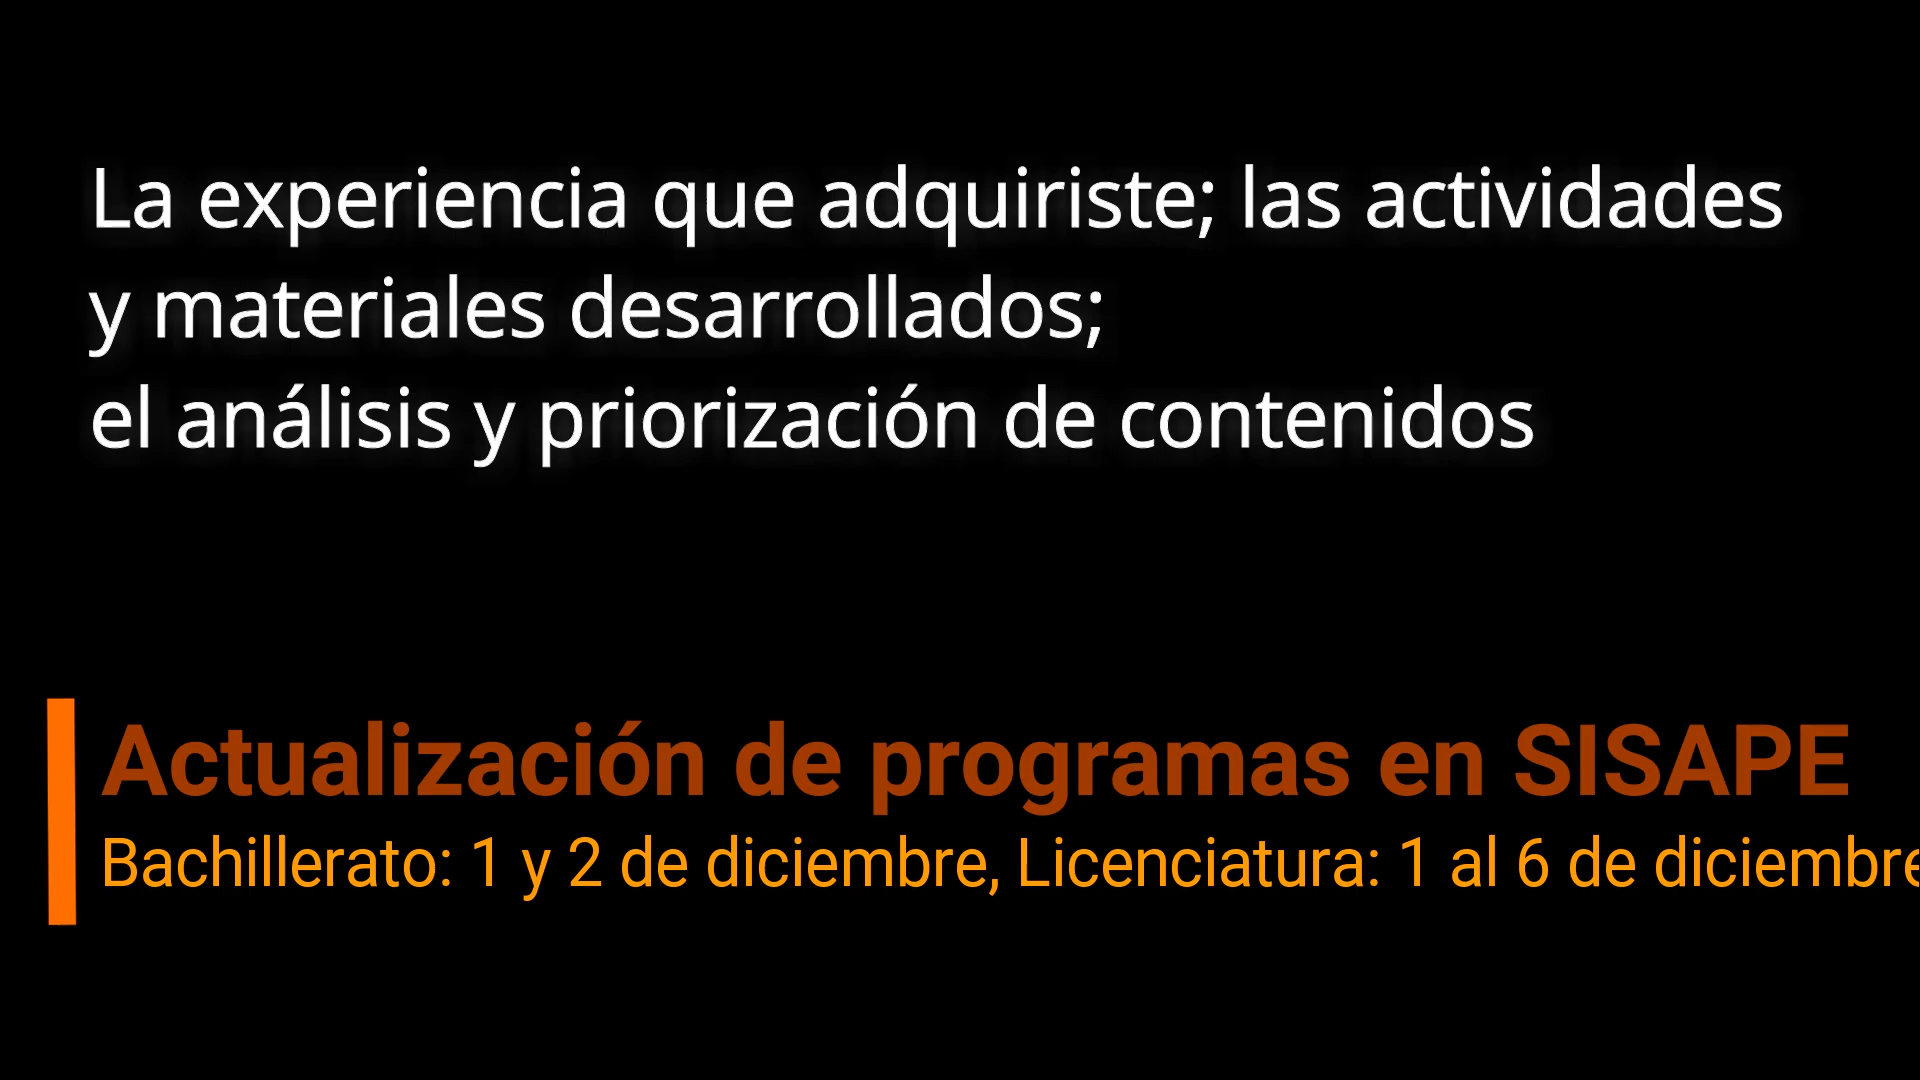 La experiencia que adquiriste; las actividades
y materiales desarrollados;
el análisis y priorización de contenidos
Actualización de programas en SISAPE
Bachillerato: 1 y 2 de diciembre, Licenciatura: 1 al 6 de diciembre